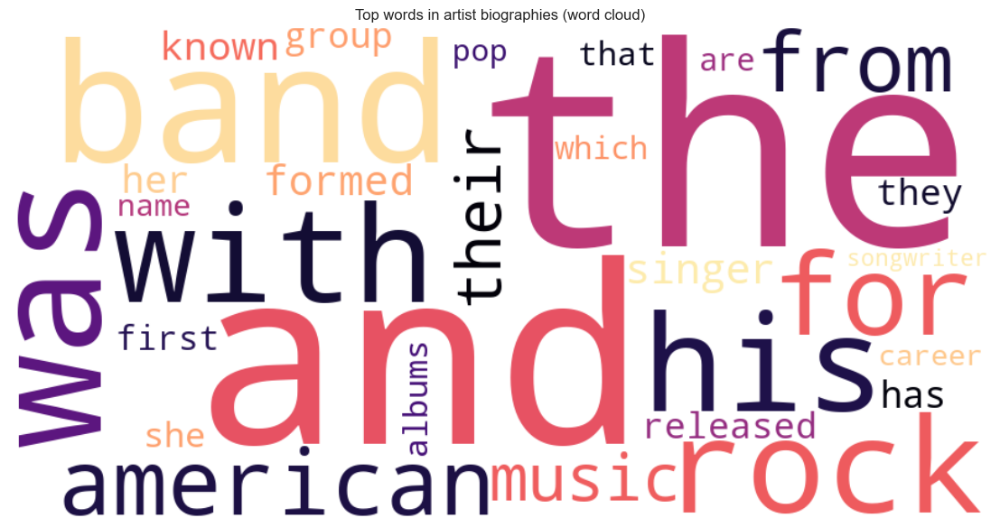 Top words in artist biographies (word cloud)
known group pop that are from
band the
her formed their which they
name
was with
singer for songwriter
first and his
albums career
has
she released
american music rock